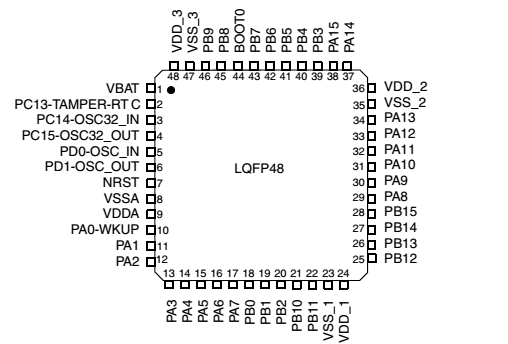 VDD_3
VSS_3
PB9
PB8
BOOT0
PB7
PB6
PB5
PB4
PB3
PA15
PA14
48 47 46 45 44 43 42 41 40 39 38 37
VBAT 1
PC13-TAMPER-RTC 2
PC14-OSC32_IN 3
PC15-OSC32_OUT 4
PD0-OSC_IN 5
PD1-OSC_OUT 6
NRST 7
VSSA 8
VDDA 9
PA0-WKUP 10
PA1 11
PA2 12
LQFP48
36 VDD_2
35 VSS_2
34 PA13
33 PA12
32 PA11
31 PA10
30 PA9
29 PA8
28 PB15
27 PB14
26 PB13
25 PB12
13 14 15 16 17 18 19 20 21 22 23 24
PA3
PA4
PA5
PA6
PA7
PB0
PB1
PB2
PB10
PB11
VSS_1
VDD_1